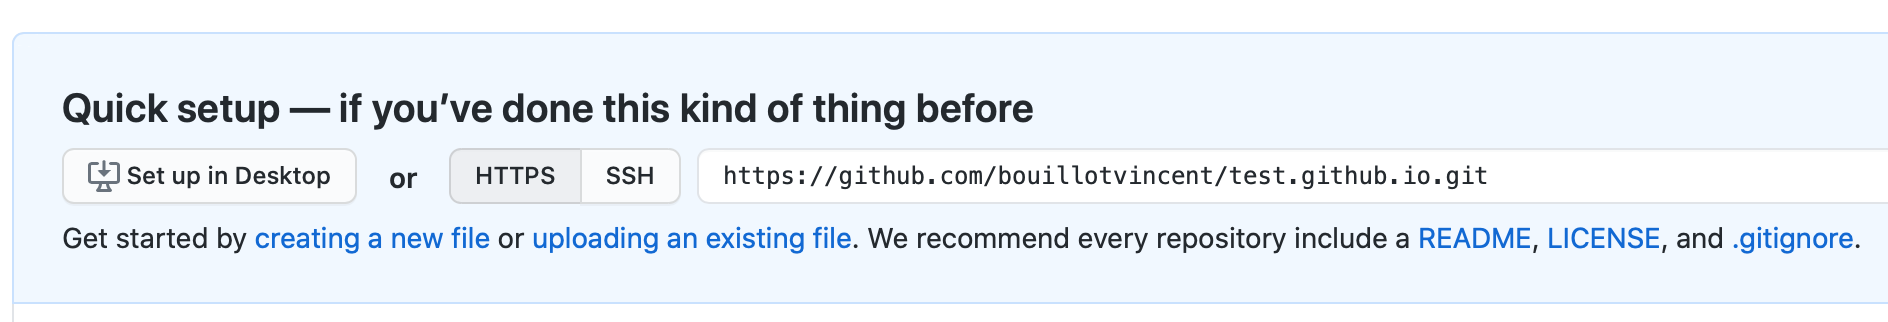 Quick setup — if you’ve done this kind of thing before
Set up in Desktop or HTTPS SSH https://github.com/bouillotvincent/test.github.io.git
Get started by creating a new file or uploading an existing file. We recommend every repository include a README, LICENSE, and .gitignore.